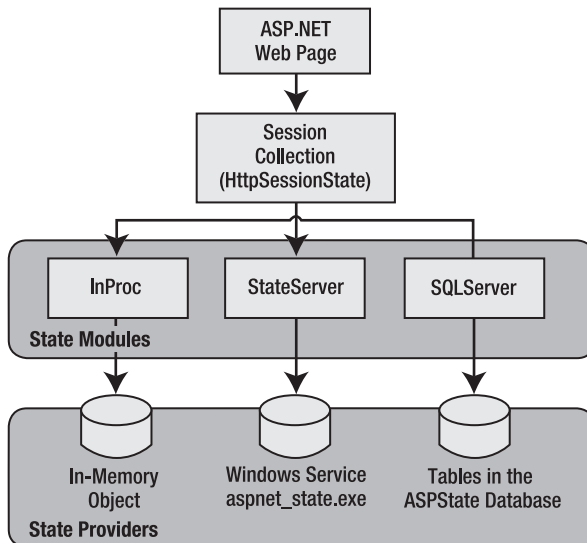 ASP.NET
Web Page
Session
Collection
(HttpSessionState)
InProc
StateServer
SQLServer
State Modules
In-Memory
Object
Windows Service
aspnet_state.exe
Tables in the
ASPState Database
State Providers